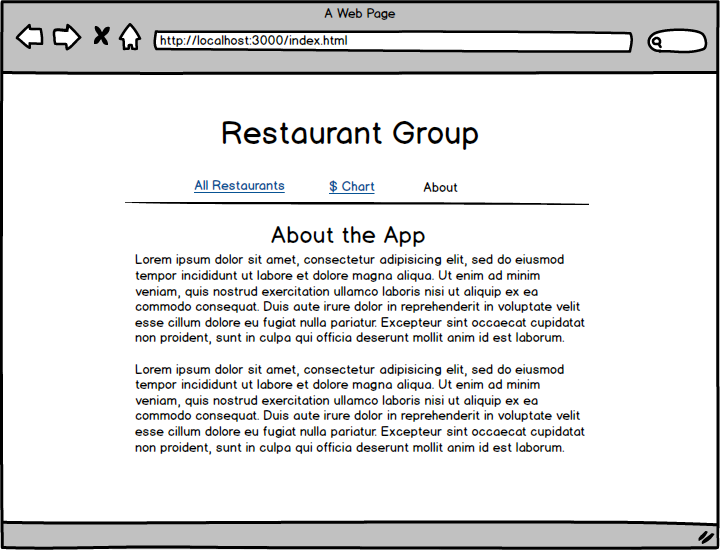 A Web Page
http://localhost:3000/index.html
Restaurant Group
All Restaurants $ Chart About
About the App
Lorem ipsum dolor sit amet, consectetur adipisicing elit, sed do eiusmod
tempor incididunt ut labore et dolore magna aliqua. Ut enim ad minim
veniam, quis nostrud exercitation ullamco laboris nisi ut aliquip ex ea
commodo consequat. Duis aute irure dolor in reprehenderit in voluptate velit
esse cillum dolore eu fugiat nulla pariatur. Excepteur sint occaecat cupidatat
non proident, sunt in culpa qui officia deserunt mollit anim id est laborum.
Lorem ipsum dolor sit amet, consectetur adipisicing elit, sed do eiusmod
tempor incididunt ut labore et dolore magna aliqua. Ut enim ad minim
veniam, quis nostrud exercitation ullamco laboris nisi ut aliquip ex ea
commodo consequat. Duis aute irure dolor in reprehenderit in voluptate velit
esse cillum dolore eu fugiat nulla pariatur. Excepteur sint occaecat cupidatat
non proident, sunt in culpa qui officia deserunt mollit anim id est laborum.